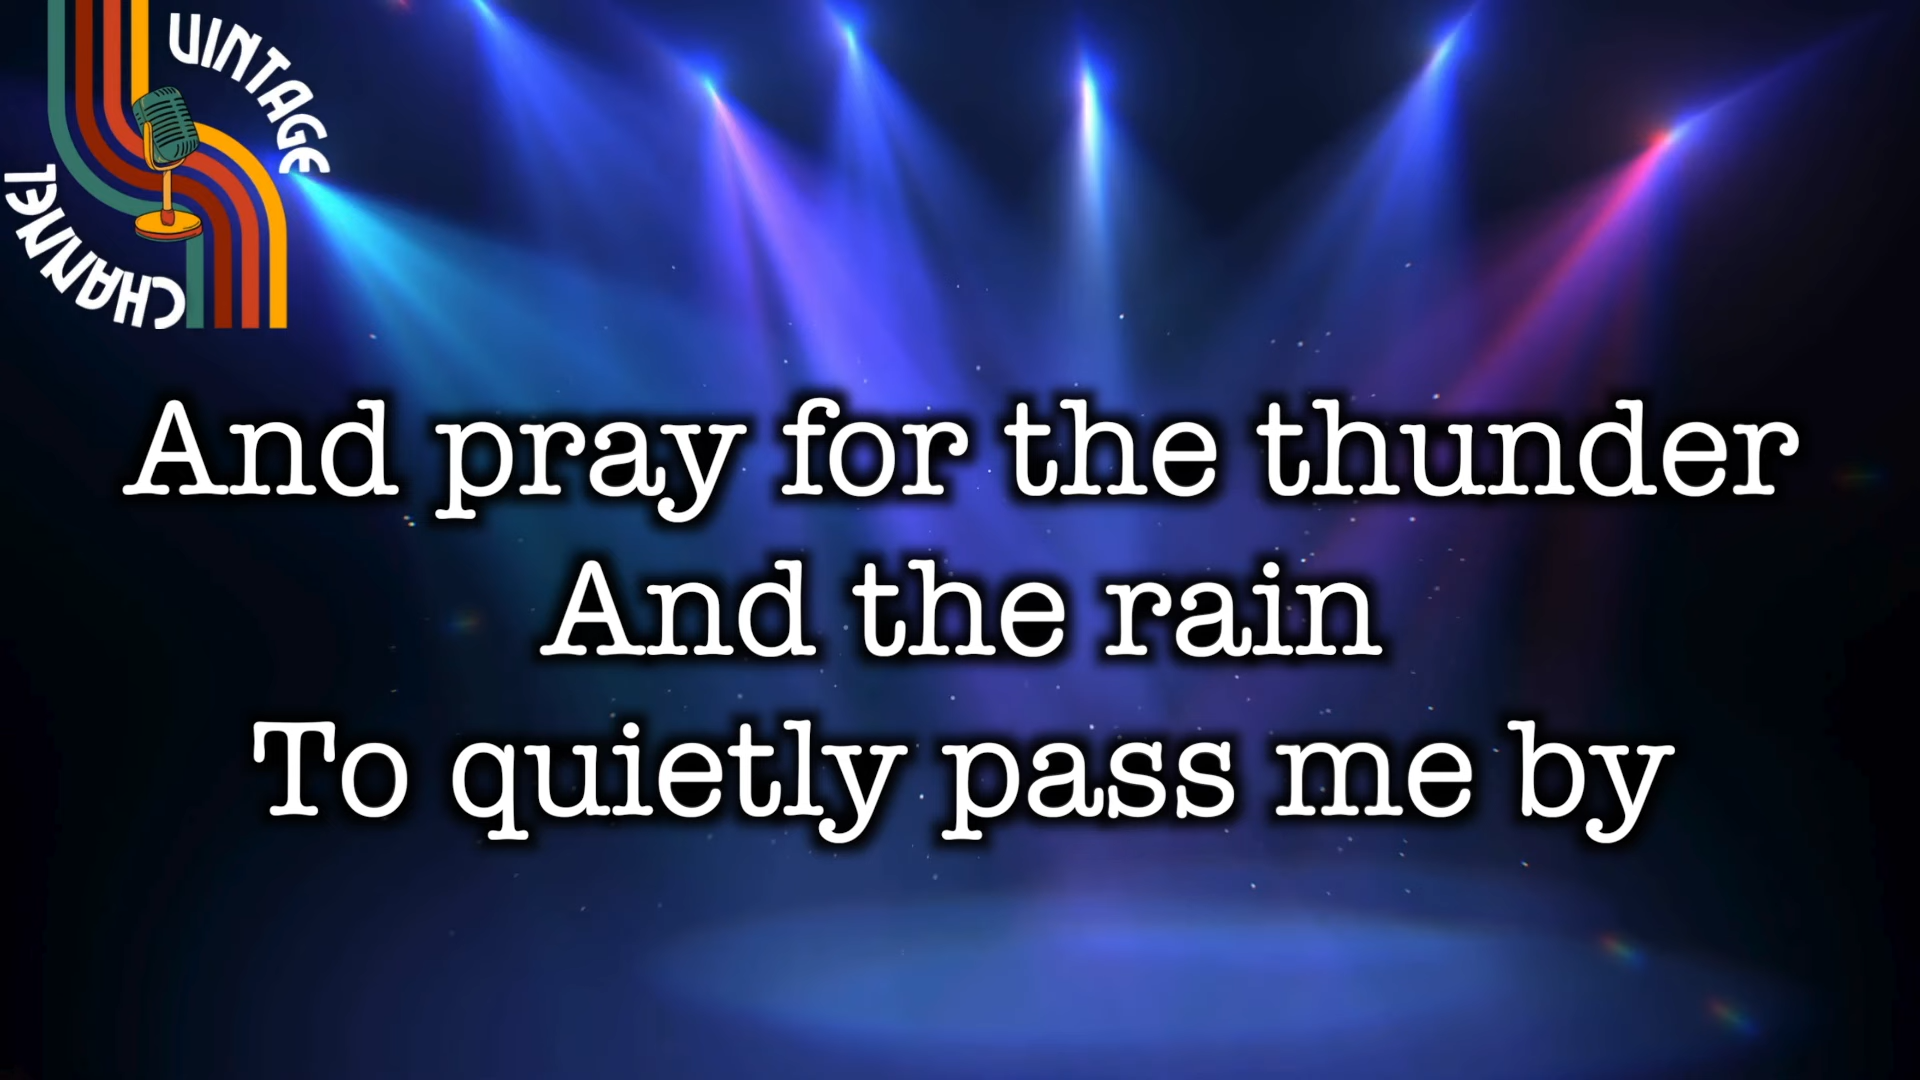 VINTAGE
CHANNEL
And pray for the thunder
And the rain
To quietly pass me by